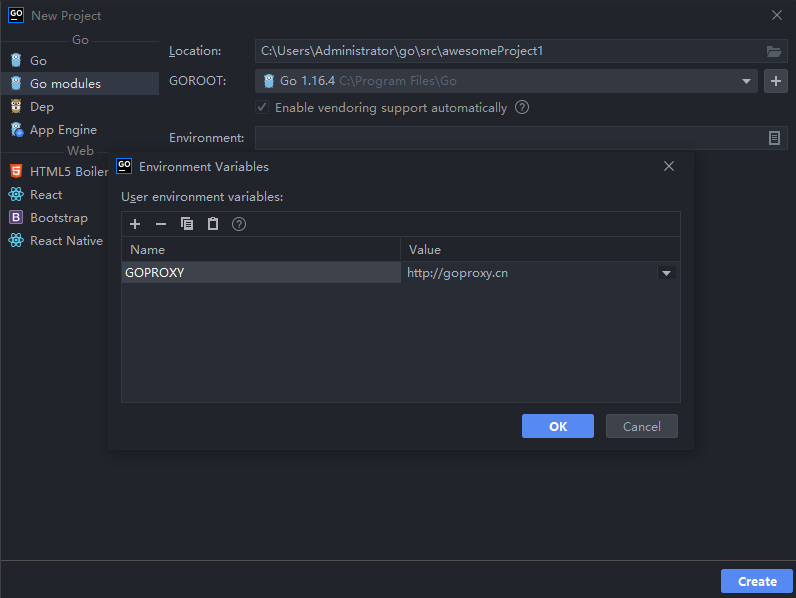 GO New Project
Go
Go
Go modules
Dep
App Engine
Web
HTML5 Boiler
React
B Bootstrap
React Native
Location: C:\Users\Administrator\go\src\awesomeProject1
GOROOT: Go 1.16.4 C:\Program Files\Go
Enable vendoring support automatically ?
Environment:
GO Environment Variables
User environment variables:
?
Name Value
GOPROXY http://goproxy.cn
OK Cancel
Create